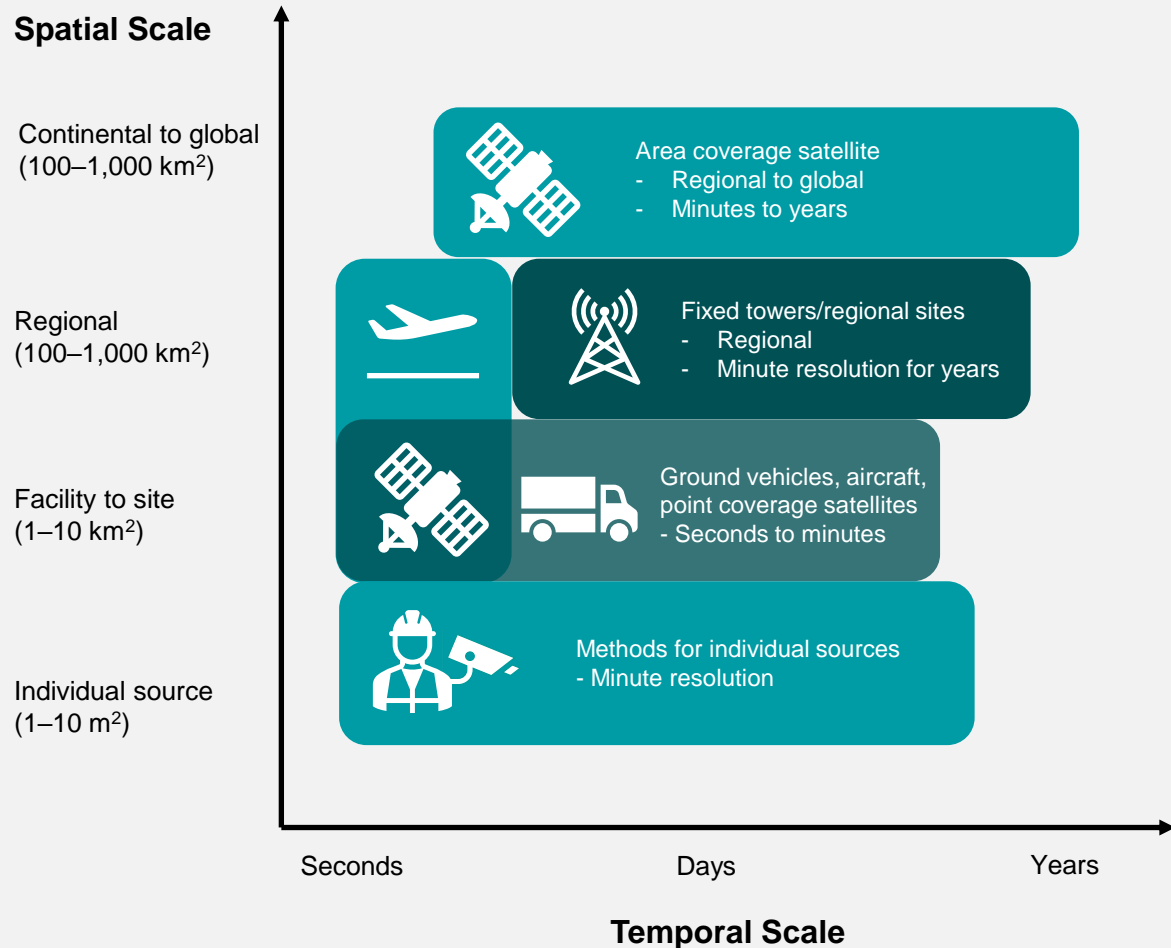 Spatial Scale
Continental to global
(100–1,000 km²)
Area coverage satellite
- Regional to global
- Minutes to years
Regional
(100–1,000 km²)
Fixed towers/regional sites
- Regional
- Minute resolution for years
Facility to site
(1–10 km²)
Ground vehicles, aircraft,
point coverage satellites
- Seconds to minutes
Individual source
(1–10 m²)
Methods for individual sources
- Minute resolution
Seconds
Days
Years
Temporal Scale